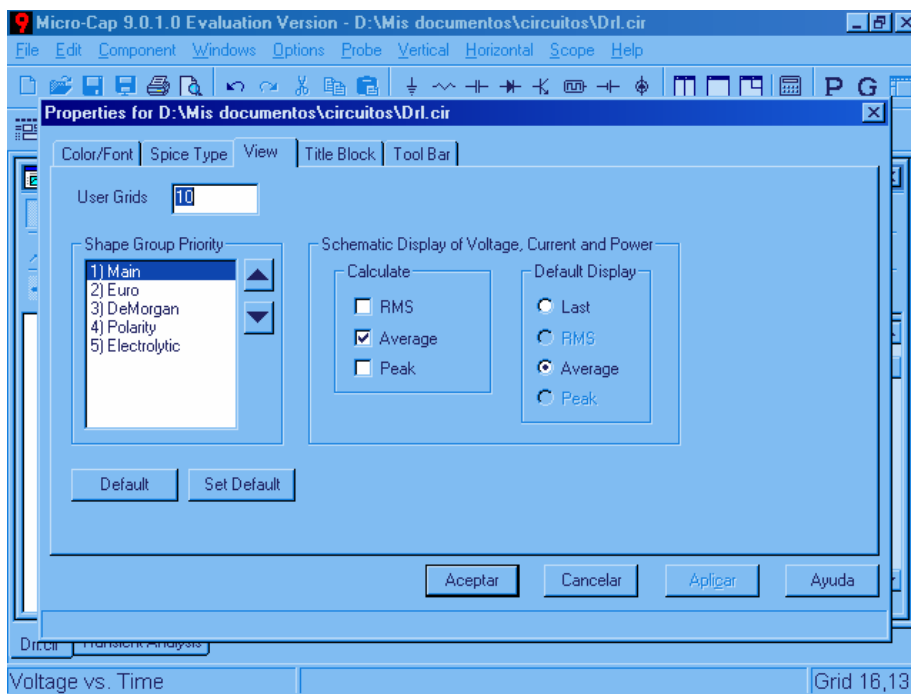 Micro-Cap 9.0.1.0 Evaluation Version - D:\Mis documentos\circuitos\Drl.cir
File Edit Component Windows Options Probe Vertical Horizontal Scope Help
P G
Properties for D:\Mis documentos\circuitos\Drl.cir
Color/Font Spice Type View Title Block Tool Bar
User Grids 10
Shape Group Priority
1) Main
2) Euro
3) DeMorgan
4) Polarity
5) Electrolytic
Schematic Display of Voltage, Current and Power
Calculate
RMS
Average
Peak
Default Display
Last
RMS
Average
Peak
Default Set Default
Aceptar Cancelar Aplicar Ayuda
Drl.cir Transient Analysis
Voltage vs. Time Grid 16,13